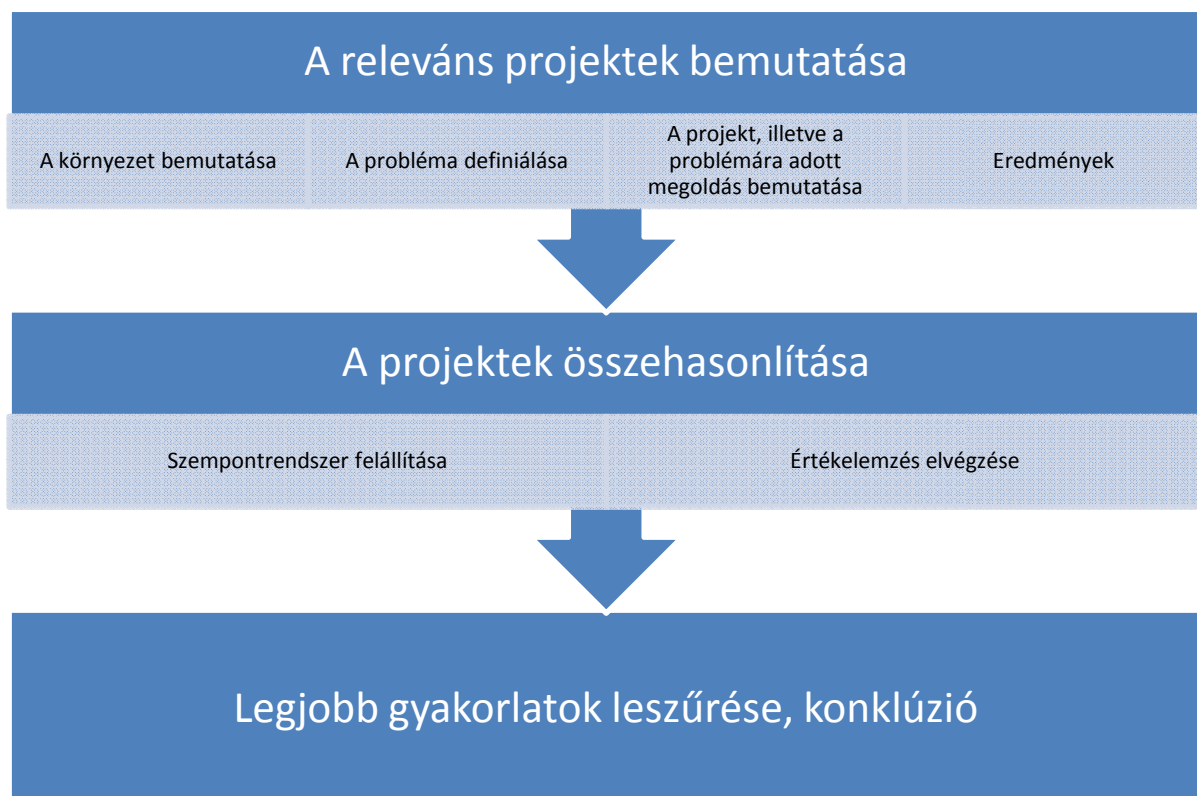 A releváns projektek bemutatása
A környezet bemutatása
A probléma definiálása
A projekt, illetve a
problémára adott
megoldás bemutatása
Eredmények
A projektek összehasonlítása
Szempontrendszer felállítása
Értékelemzés elvégzése
Legjobb gyakorlatok leszűrése, konklúzió